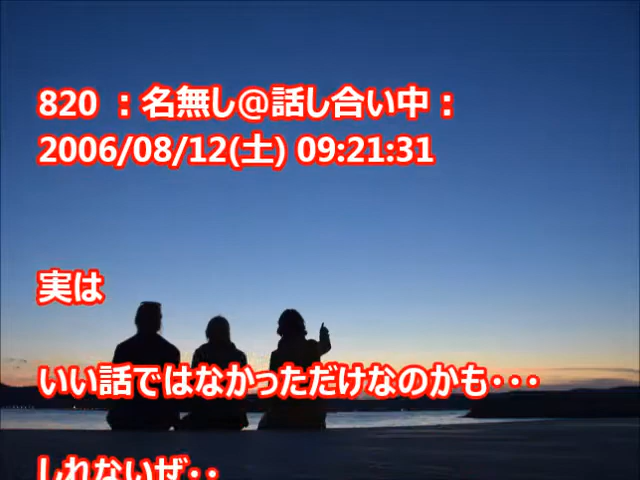 820 ：名無し＠話し合い中：
2006/08/12(土) 09:21:31
実は
いい話ではなかっただけなのかも・・・
しれないぜ・・